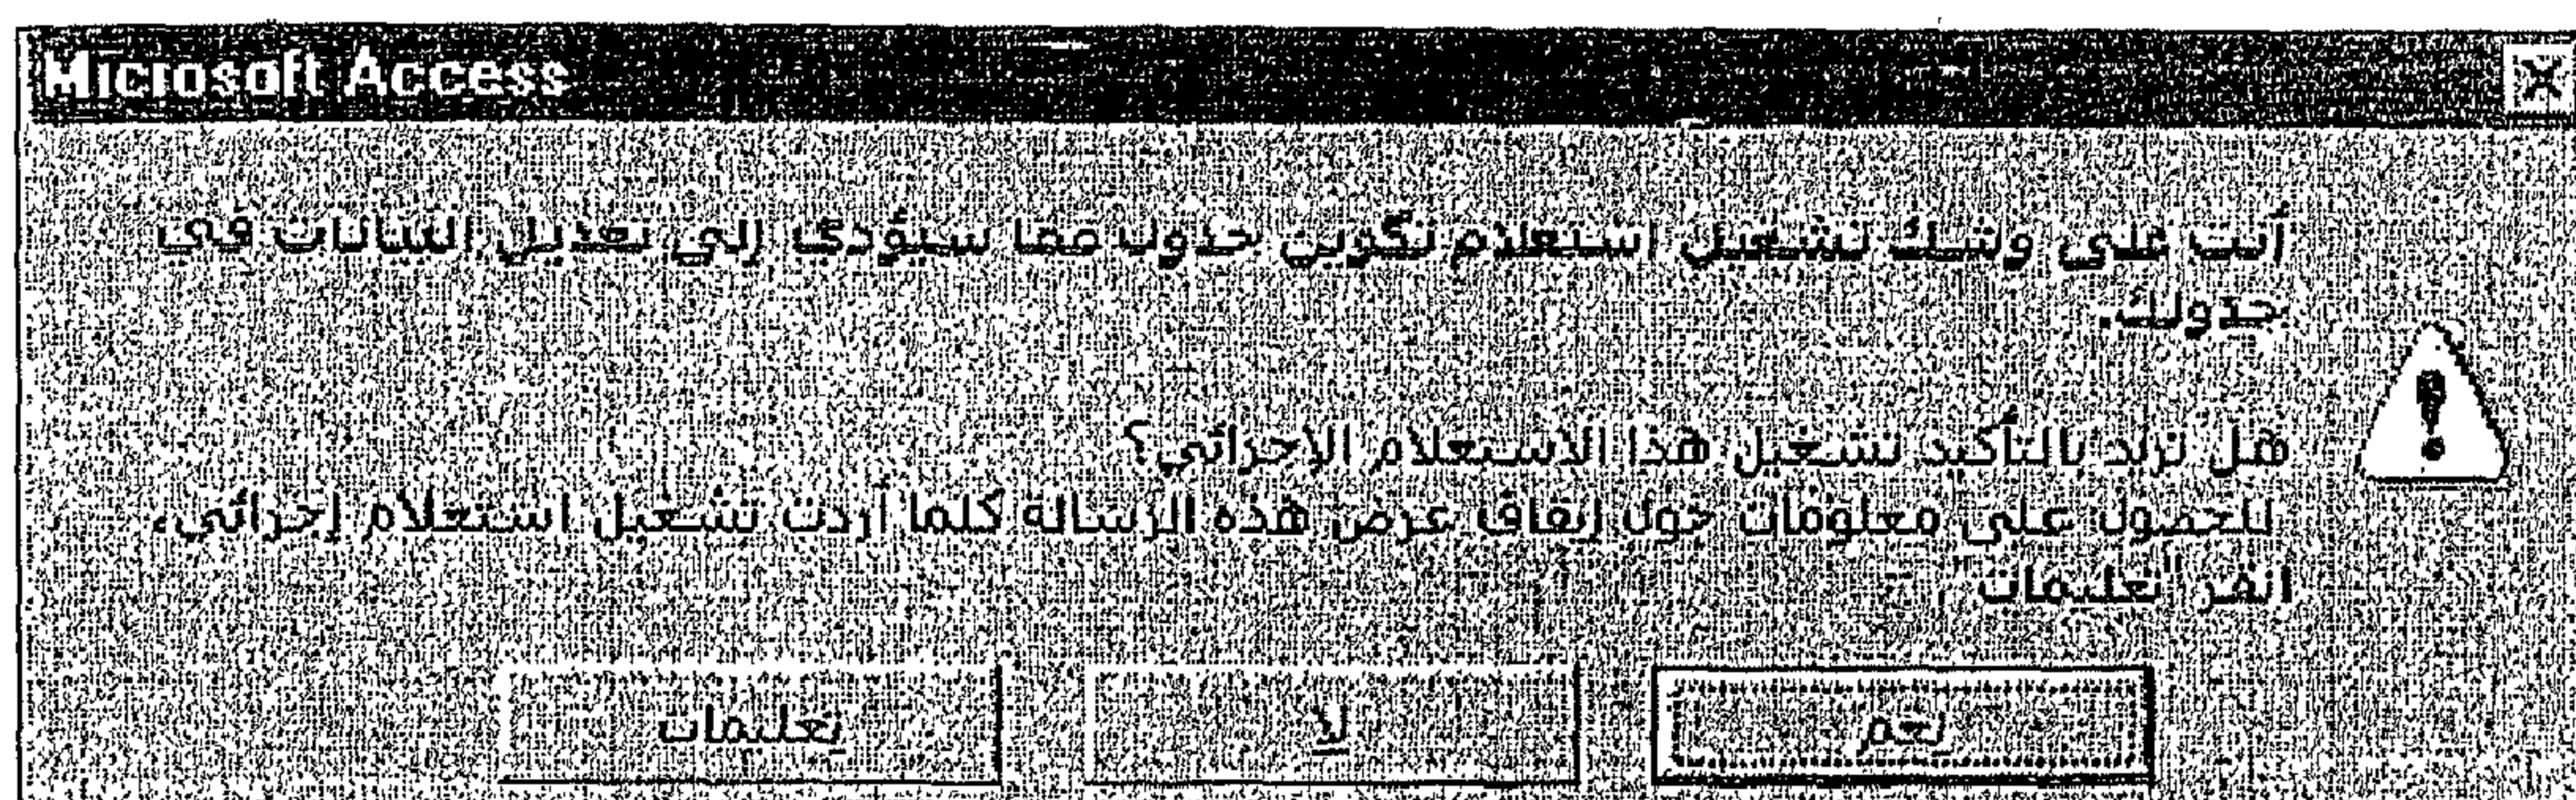 Microsoft Access
أنت على وشك تشغيل استعلام تكوين جدول مما سيؤدي إلى تعديل البيانات في
جدولك.
هل تريد بالتأكيد تشغيل هذا الاستعلام الإجرائي؟
للحصول على معلومات حول إيقاف عرض هذه الرسالة كلما أردت تشغيل استعلام إجرائي،
انقر "تعليمات"
نعم
لا
تعليمات